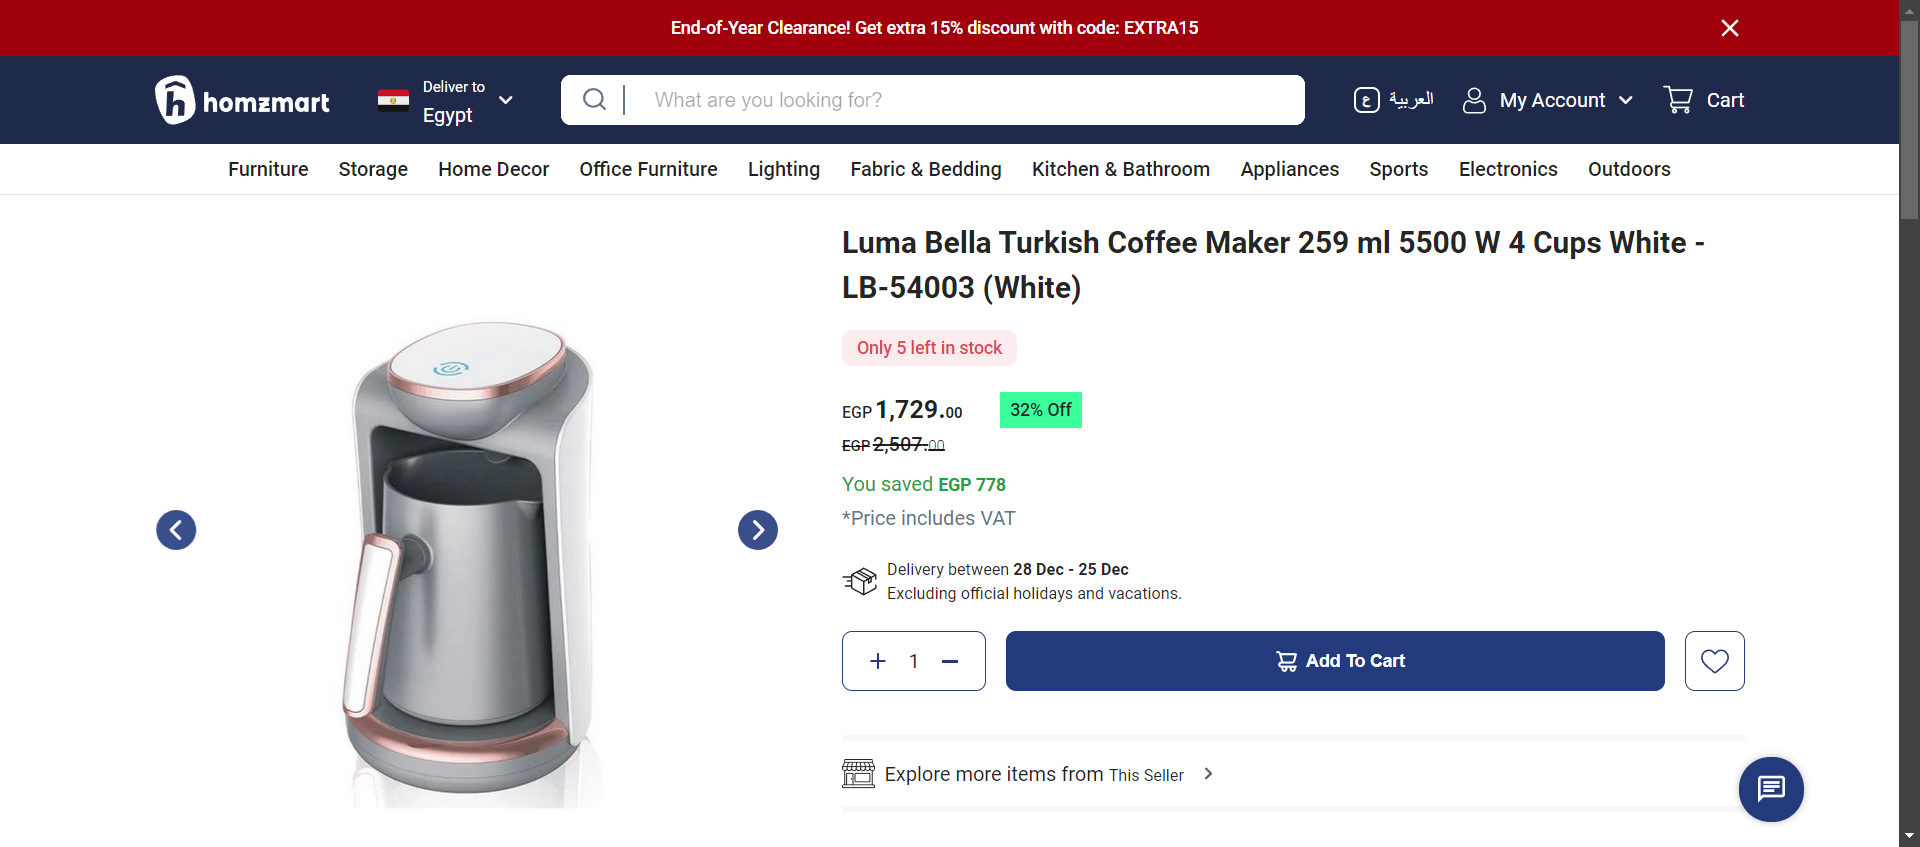 End-of-Year Clearance! Get extra 15% discount with code: EXTRA15
homzmart
Deliver to
Egypt
What are you looking for?
ع
العربية
My Account
Cart
Furniture Storage Home Decor Office Furniture Lighting Fabric & Bedding Kitchen & Bathroom Appliances Sports Electronics Outdoors
Luma Bella Turkish Coffee Maker 259 ml 5500 W 4 Cups White -
LB-54003 (White)
Only 5 left in stock
EGP 1,729.00 32% Off
EGP 2,507.00
You saved EGP 778
*Price includes VAT
Delivery between 28 Dec - 25 Dec
Excluding official holidays and vacations.
+ 1 −
Add To Cart
Explore more items from This Seller